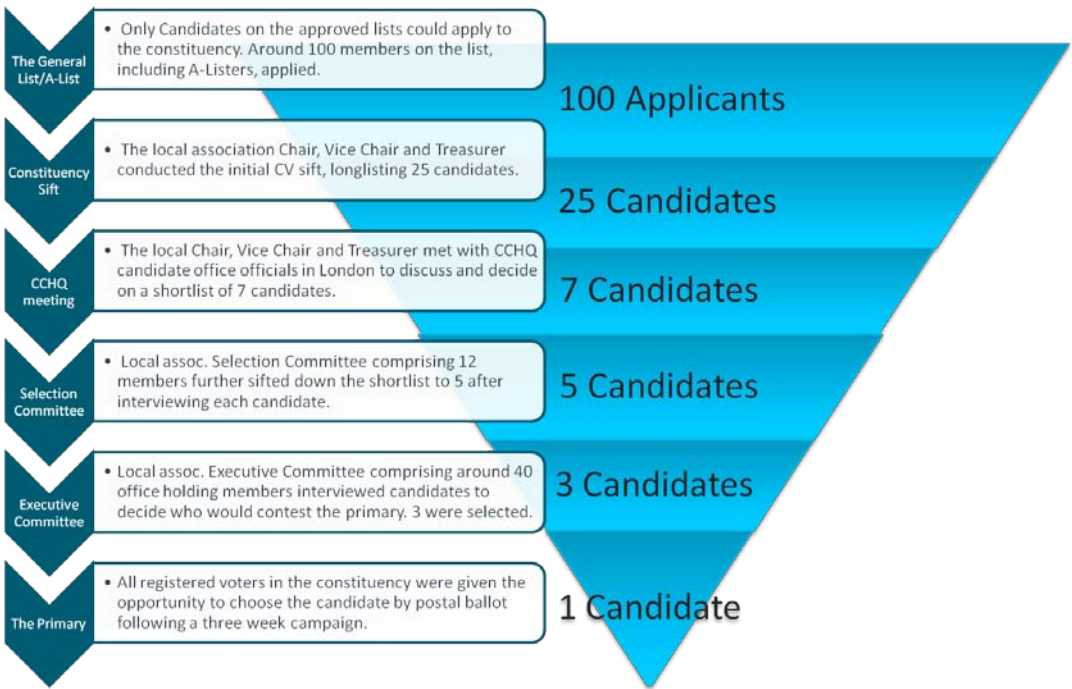 The General
List/A-List
• Only Candidates on the approved lists could apply to
the constituency. Around 100 members on the list,
including A-Listers, applied.
100 Applicants
Constituency
Sift
• The local association Chair, Vice Chair and Treasurer
conducted the initial CV sift, longlisting 25 candidates.
25 Candidates
CCHQ
meeting
• The local Chair, Vice Chair and Treasurer met with CCHQ
candidate office officials in London to discuss and decide
on a shortlist of 7 candidates.
7 Candidates
Selection
Committee
• Local assoc. Selection Committee comprising 12
members further sifted down the shortlist to 5 after
interviewing each candidate.
5 Candidates
Executive
Committee
• Local assoc. Executive Committee comprising around 40
office holding members interviewed candidates to
decide who would contest the primary. 3 were selected.
3 Candidates
The Primary
• All registered voters in the constituency were given the
opportunity to choose the candidate by postal ballot
following a three week campaign.
1 Candidate